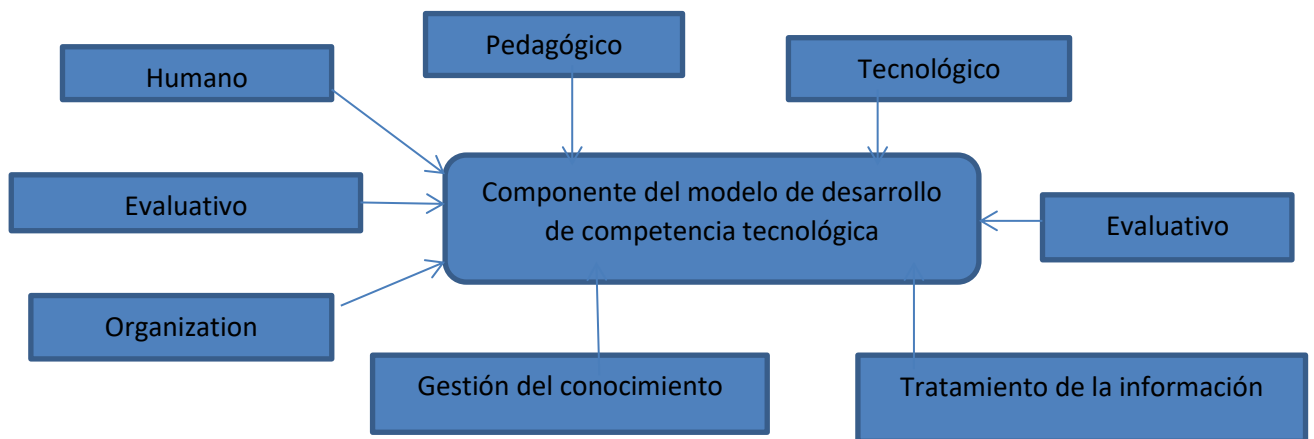 Pedagógico
Humano
Tecnológico
Componente del modelo de desarrollo
de competencia tecnológica
Evaluativo
Evaluativo
Organization
Gestión del conocimiento
Tratamiento de la información